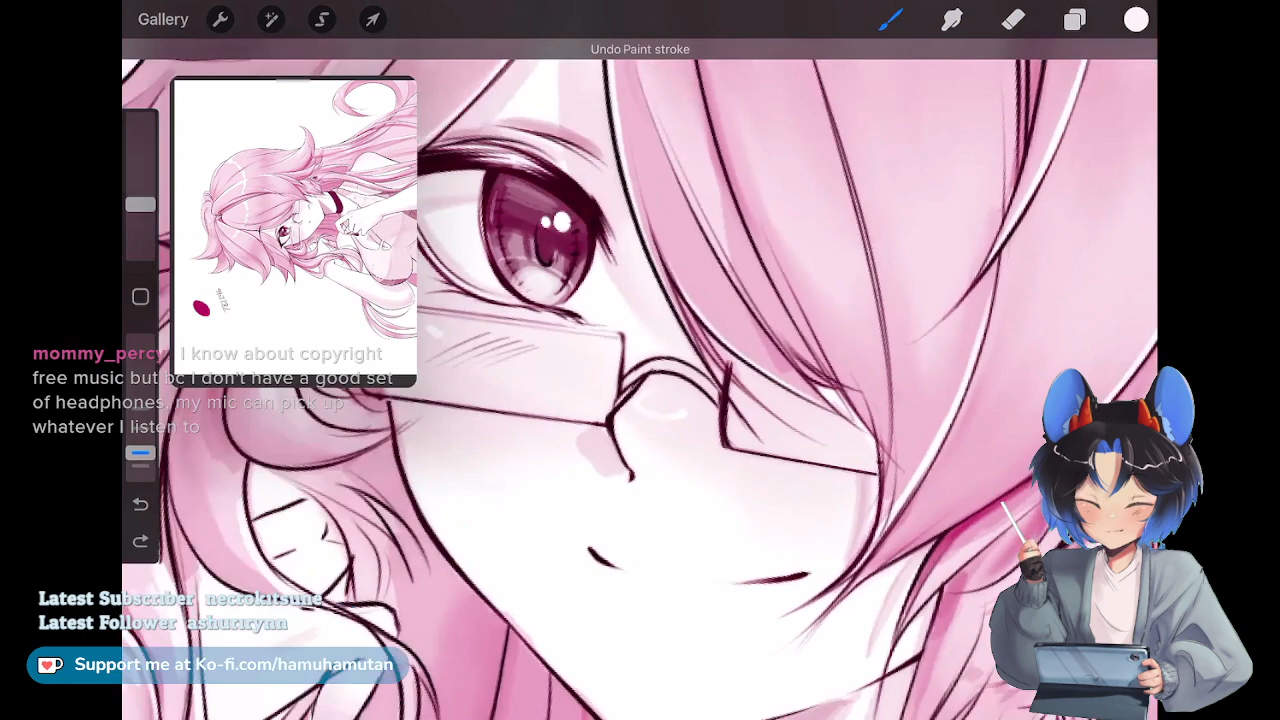 Gallery
Undo Paint stroke
mommy_percy I know about copyright
free music but bc I don't have a good set
of headphones, my mic can pick up
whatever I listen to
Latest Subscriber necrokitsune
Latest Follower ashurirynn
Support me at Ko-fi.com/hamuhamutan